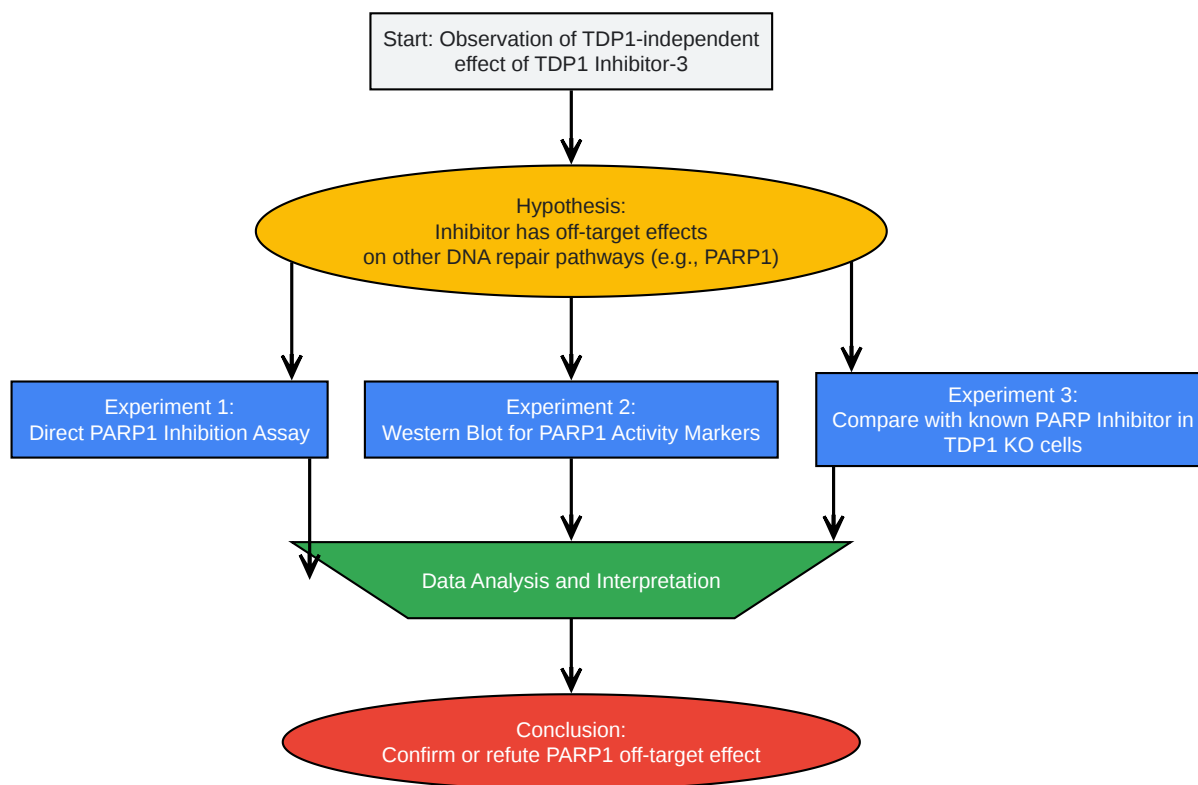 Start: Observation of TDP1-independent
effect of TDP1 Inhibitor-3
Hypothesis:
Inhibitor has off-target effects
on other DNA repair pathways (e.g., PARP1)
Experiment 1:
Direct PARP1 Inhibition Assay
Experiment 2:
Western Blot for PARP1 Activity Markers
Experiment 3:
Compare with known PARP Inhibitor in
TDP1 KO cells
Data Analysis and Interpretation
Conclusion:
Confirm or refute PARP1 off-target effect